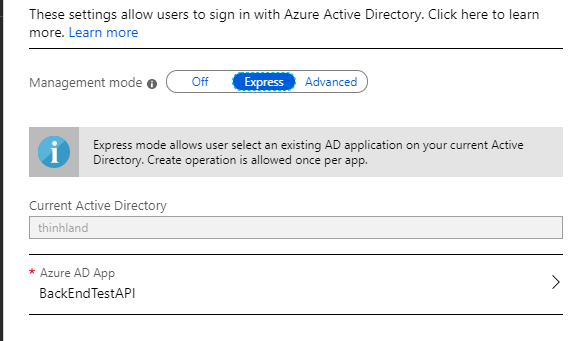 These settings allow users to sign in with Azure Active Directory. Click here to learn
more. Learn more
Management mode Off Express Advanced
Express mode allows user select an existing AD application on your current Active
Directory. Create operation is allowed once per app.
Current Active Directory
thinhland
* Azure AD App
BackEndTestAPI